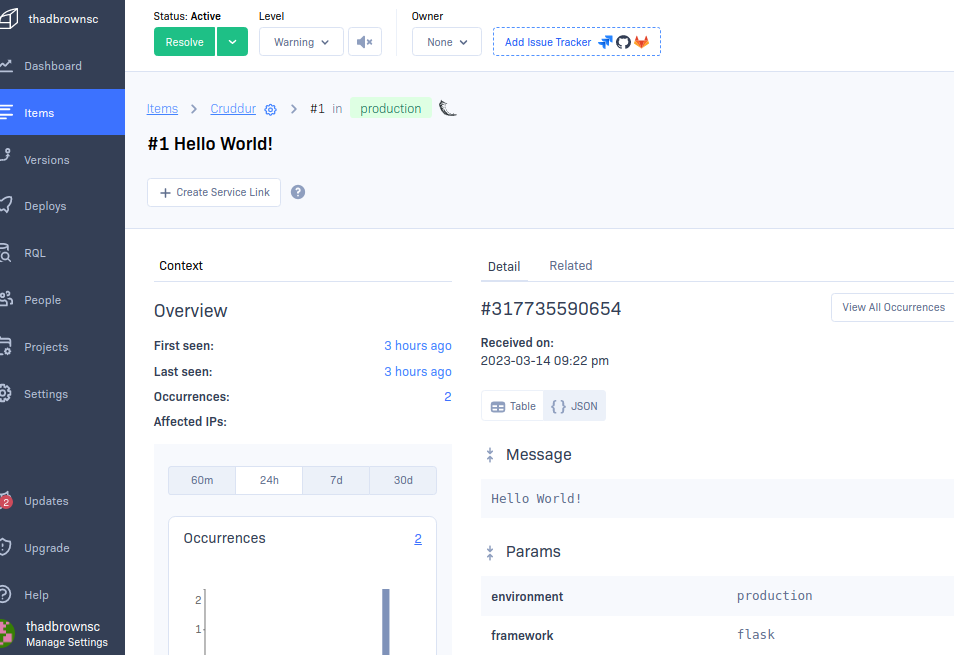 thadbrownsc
Dashboard
Items
Versions
Deploys
RQL
People
Projects
Settings
2
Updates
Upgrade
Help
thadbrownsc
Manage Settings
Status: Active
Level
Owner
Resolve
Warning
None
Add Issue Tracker
Items
Cruddur
#1 in production
#1 Hello World!
+ Create Service Link
?
Context
Overview
First seen: 3 hours ago
Last seen: 3 hours ago
Occurrences: 2
Affected IPs:
60m 24h 7d 30d
Occurrences 2
2
1
Detail Related
#317735590654
View All Occurrences
Received on:
2023-03-14 09:22 pm
Table { } JSON
Message
Hello World!
Params
environment production
framework flask